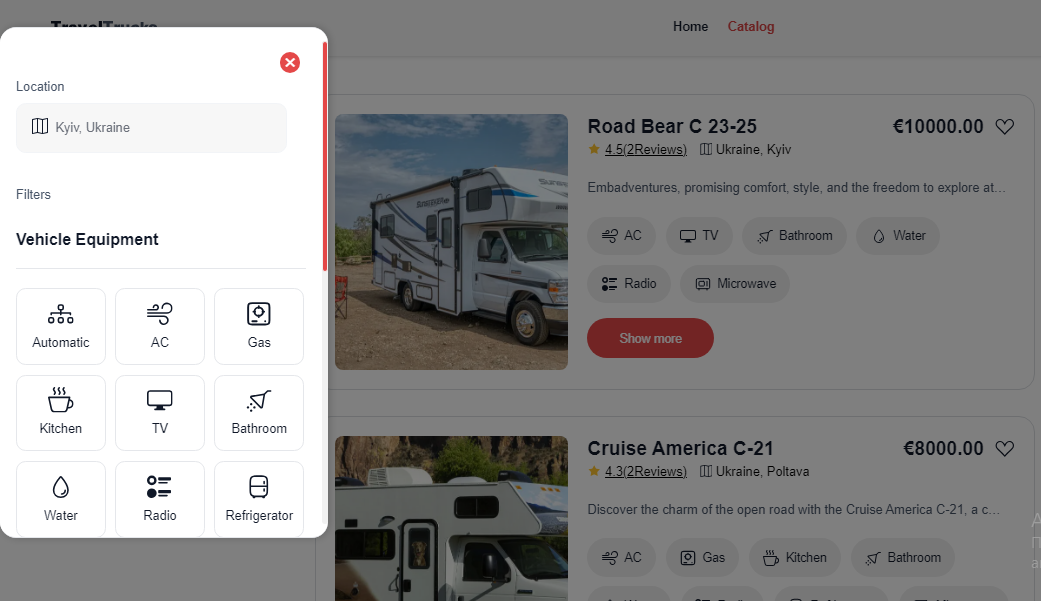 TravelTrucks
Home
Catalog
Location
Kyiv, Ukraine
Filters
Vehicle Equipment
Automatic
AC
Gas
Kitchen
TV
Bathroom
Water
Radio
Refrigerator
Road Bear C 23-25
€10000.00
4.5(2Reviews)
Ukraine, Kyiv
Embadventures, promising comfort, style, and the freedom to explore at…
AC
TV
Bathroom
Water
Radio
Microwave
Show more
Cruise America C-21
€8000.00
4.3(2Reviews)
Ukraine, Poltava
Discover the charm of the open road with the Cruise America C-21, a c…
AC
Gas
Kitchen
Bathroom